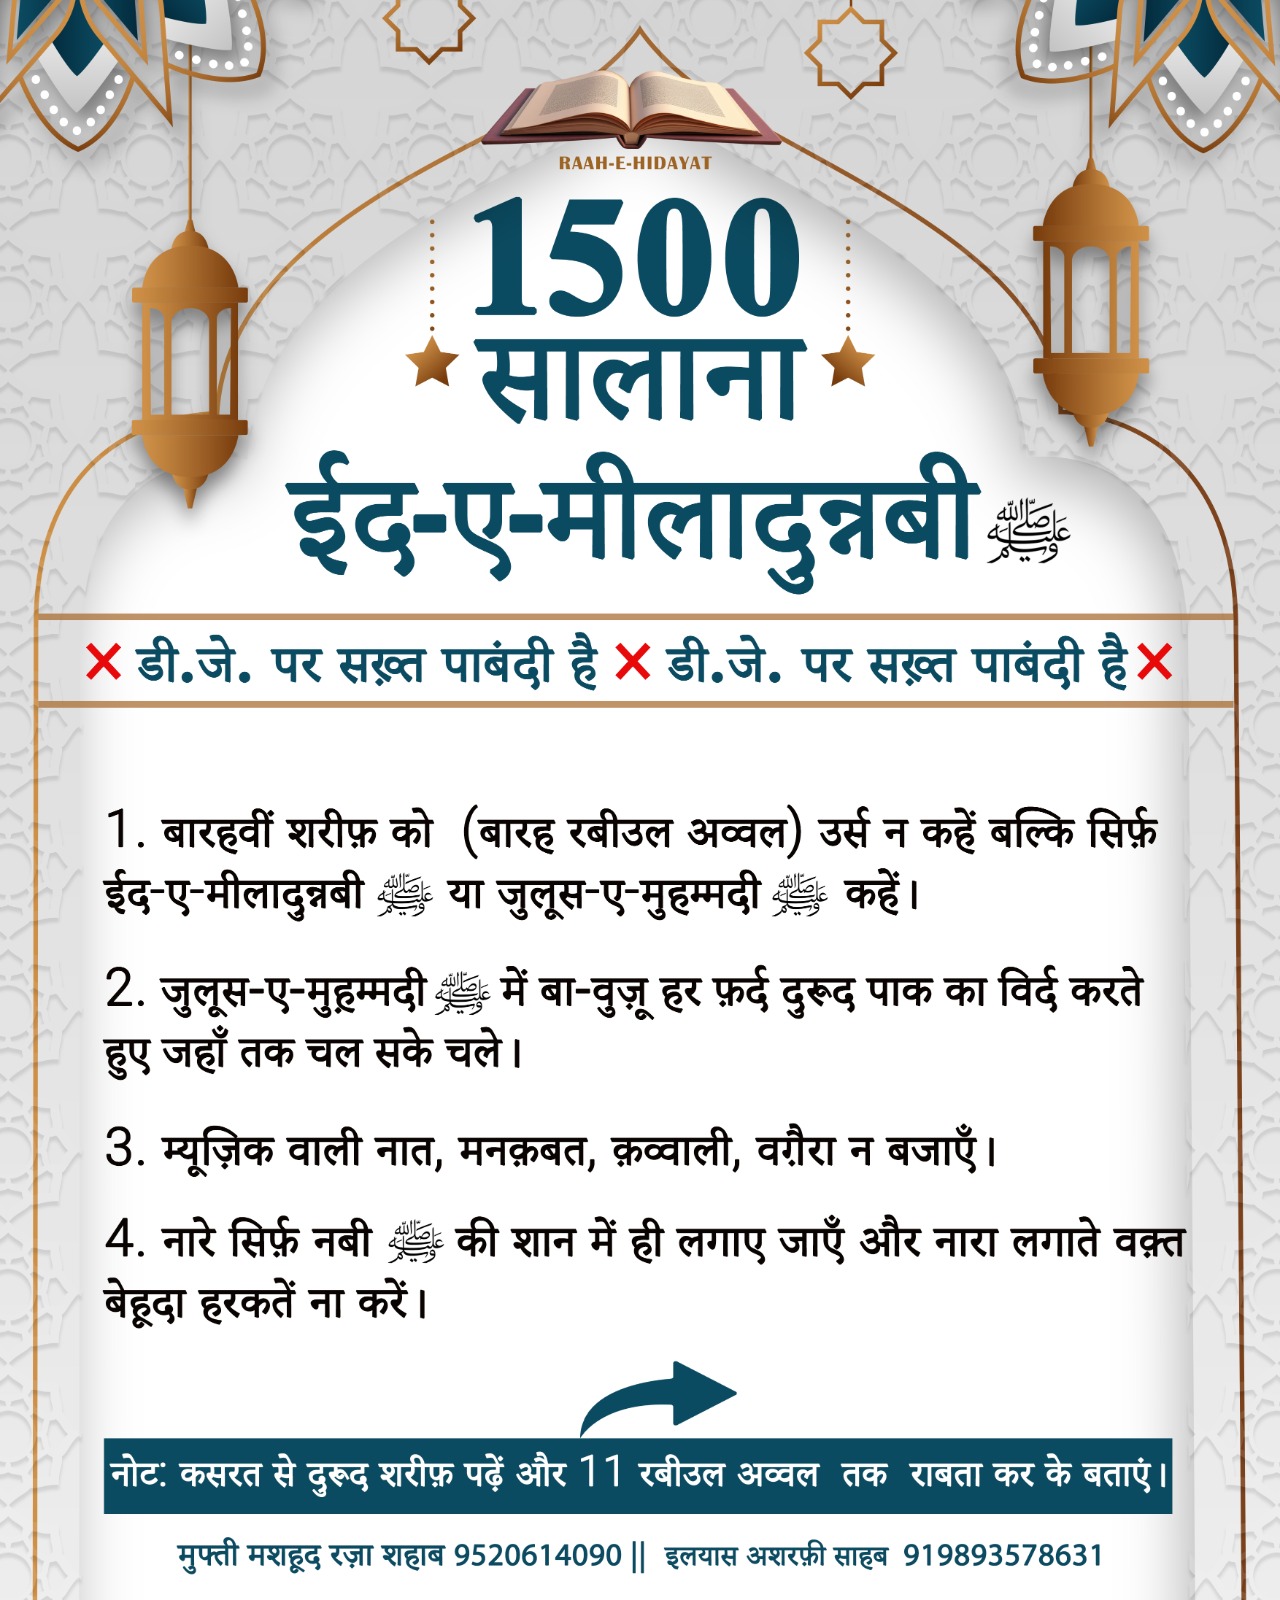 RAAH-E-HIDAYAT
1500
सालाना
ईद-ए-मीलादुन्नबी ﷺ
❌ डी.जे. पर सख़्त पाबंदी है ❌ डी.जे. पर सख़्त पाबंदी है ❌
1. बारहवीं शरीफ़ को (बारह रबीउल अव्वल) उर्स न कहें बल्कि सिर्फ़
ईद-ए-मीलादुन्नबी ﷺ या जुलूस-ए-मुहम्मदी ﷺ कहें।
2. जुलूस-ए-मुह़म्मदी ﷺ में बा-वुज़ू हर फ़र्द दुरूद पाक का विर्द करते
हुए जहाँ तक चल सके चले।
3. म्यूज़िक वाली नात, मनक़बत, क़व्वाली, वग़ैरा न बजाएँ।
4. नारे सिर्फ़ नबी ﷺ की शान में ही लगाए जाएँ और नारा लगाते वक़्त
बेहूदा हरकतें ना करें।
नोट: कसरत से दुरूद शरीफ़ पढ़ें और 11 रबीउल अव्वल तक राबता कर के बताएं।
मुफ्ती मशहूद रज़ा शहाब 9520614090 || इलयास अशरफ़ी साहब 919893578631